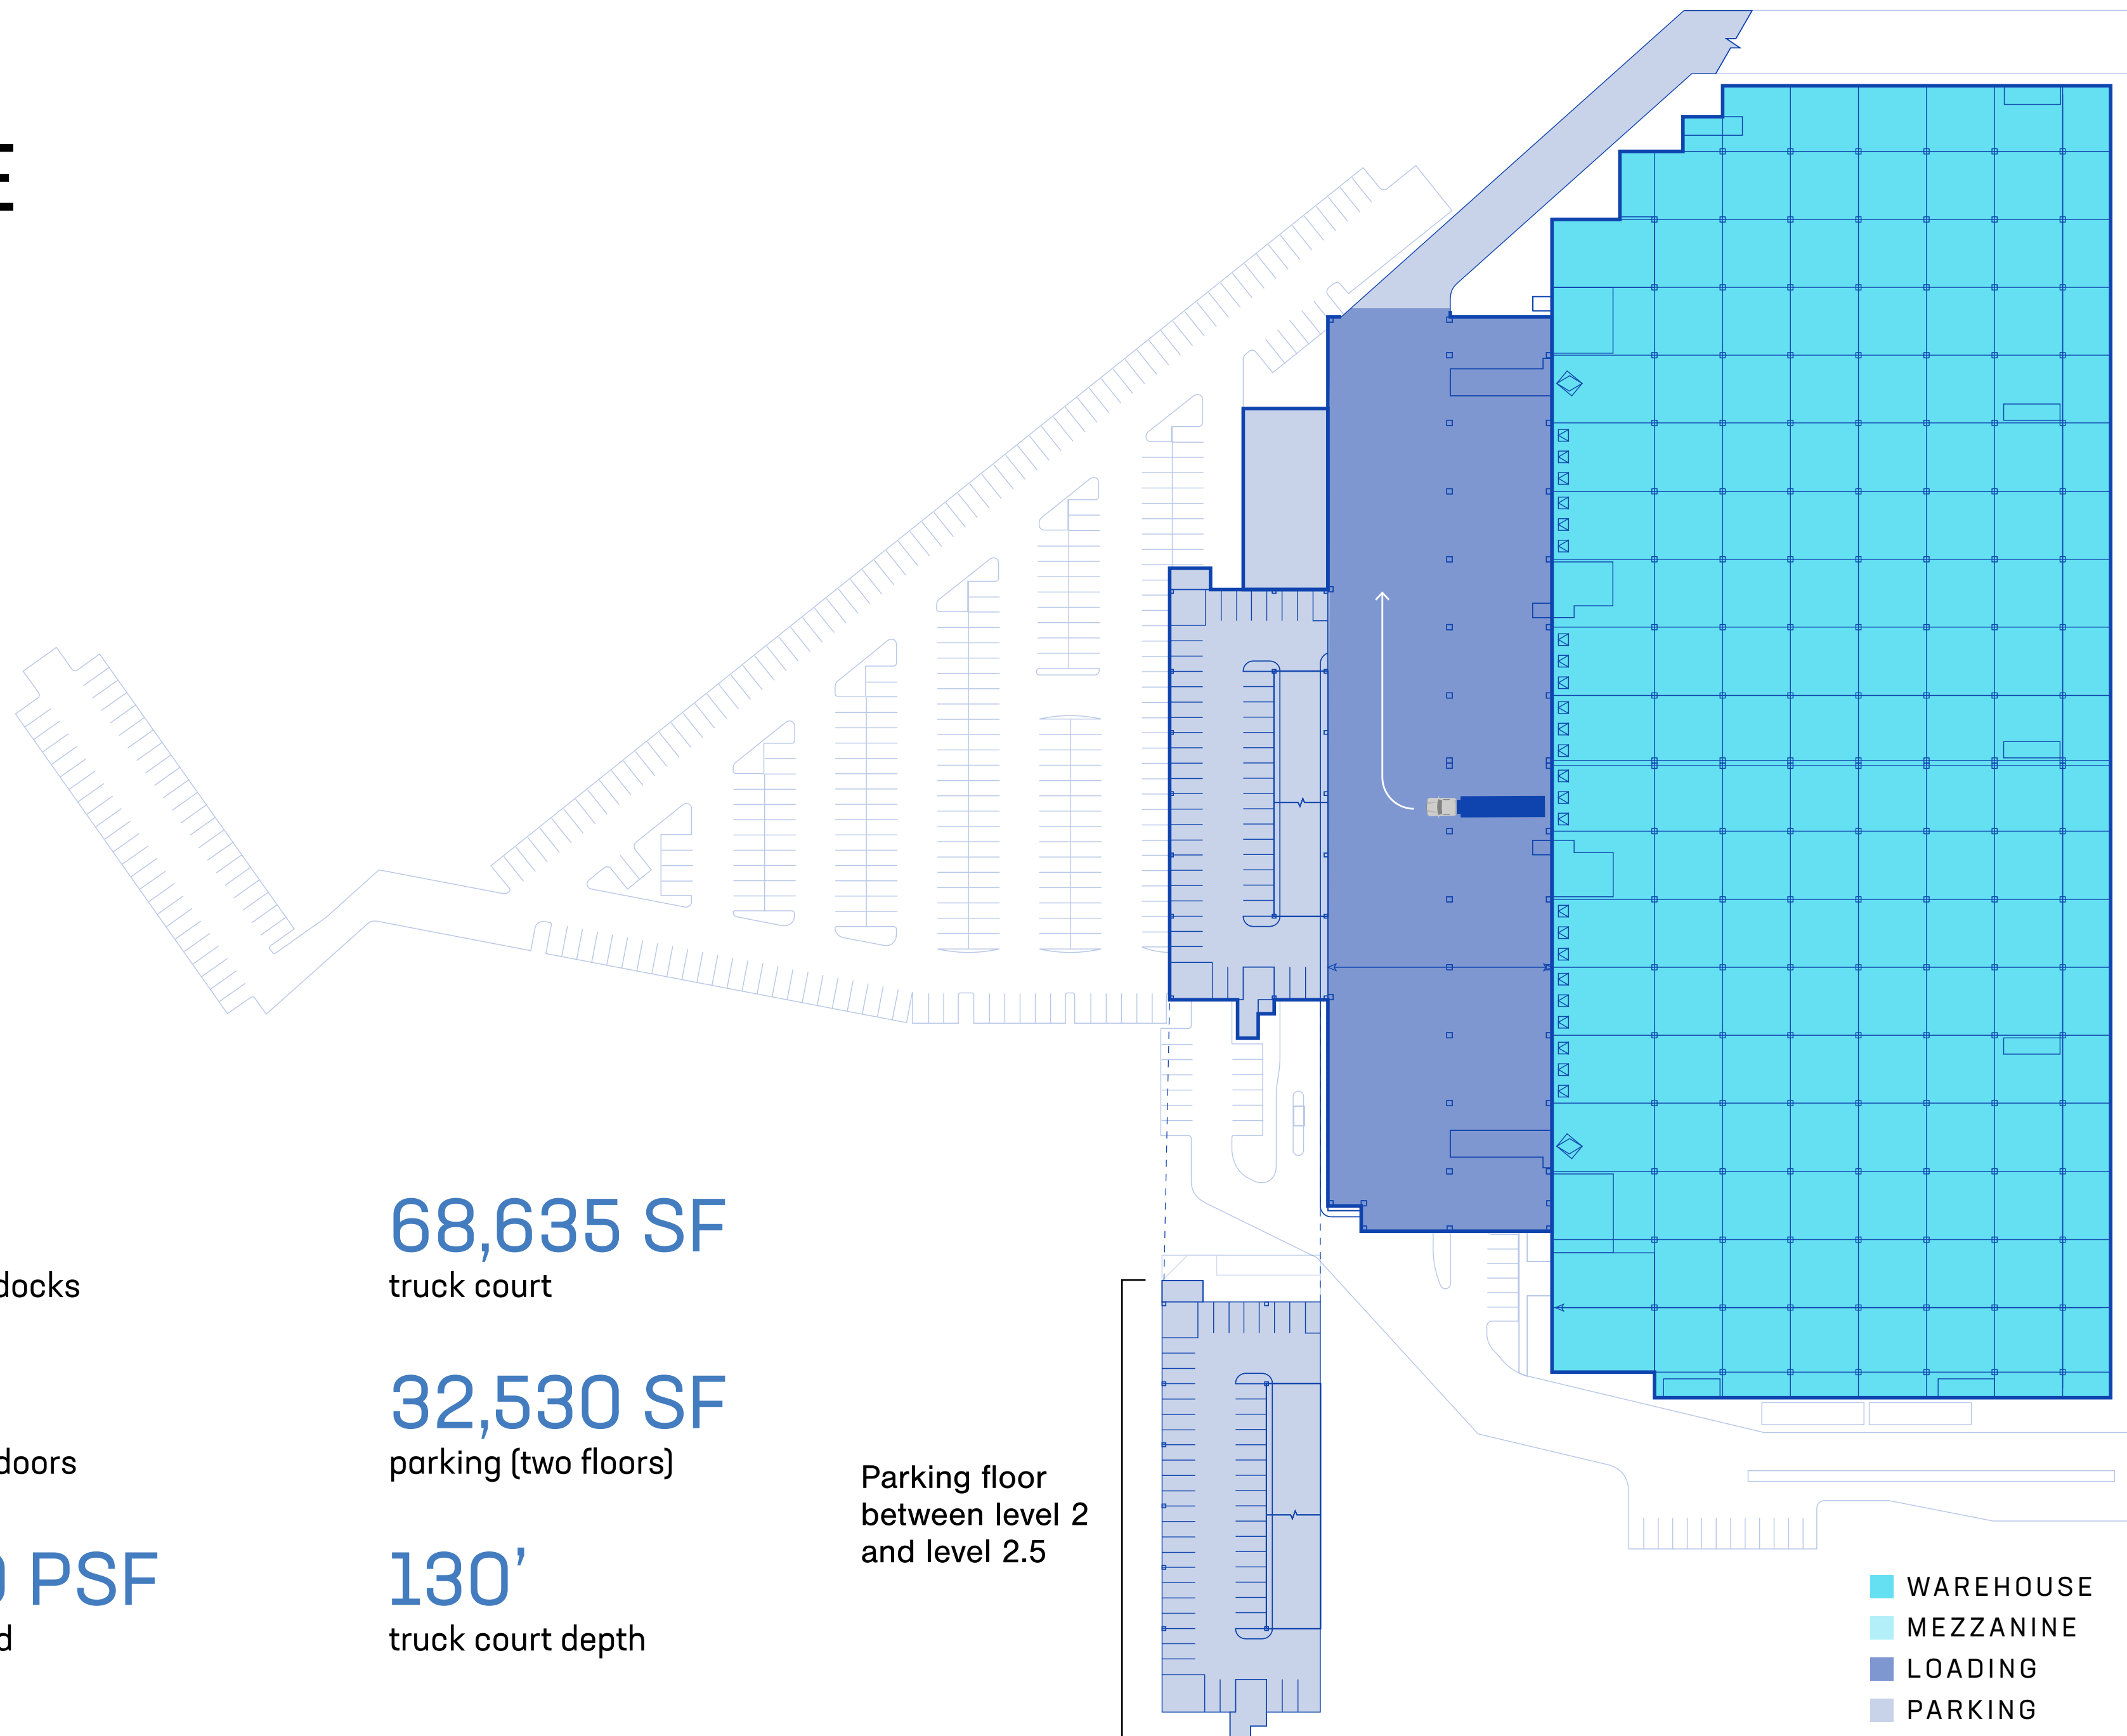 E
docks
doors
PSF
68,635 SF
truck court
32,530 SF
parking (two floors)
130’
truck court depth
Parking floor
between level 2
and level 2.5
WAREHOUSE
MEZZANINE
LOADING
PARKING